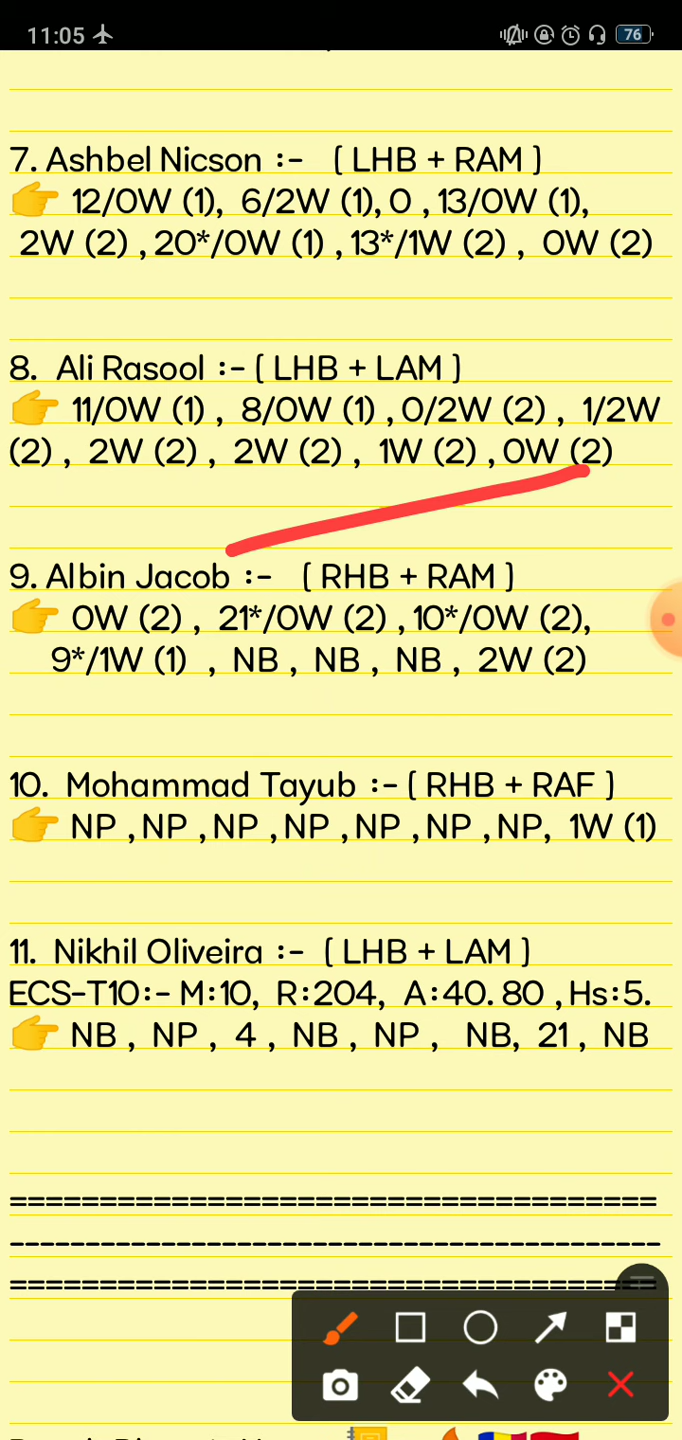 11:05
76
7. Ashbel Nicson :- ( LHB + RAM )
👉 12/0W (1), 6/2W (1), 0 , 13/0W (1),
2W (2) , 20*/0W (1) , 13*/1W (2) , 0W (2)
8. Ali Rasool :- ( LHB + LAM )
👉 11/0W (1) , 8/0W (1) , 0/2W (2) , 1/2W
(2) , 2W (2) , 2W (2) , 1W (2) , 0W (2)
9. Albin Jacob :- ( RHB + RAM )
👉 0W (2) , 21*/0W (2) , 10*/0W (2),
9*/1W (1) , NB , NB , NB , 2W (2)
10. Mohammad Tayub :- ( RHB + RAF )
👉 NP , NP , NP , NP , NP , NP , NP, 1W (1)
11. Nikhil Oliveira :- ( LHB + LAM )
ECS-T10:- M:10, R:204, A:40. 80 , Hs:5.
👉 NB , NP , 4 , NB , NP , NB, 21 , NB
====================================
-------------------------------------------
====================================